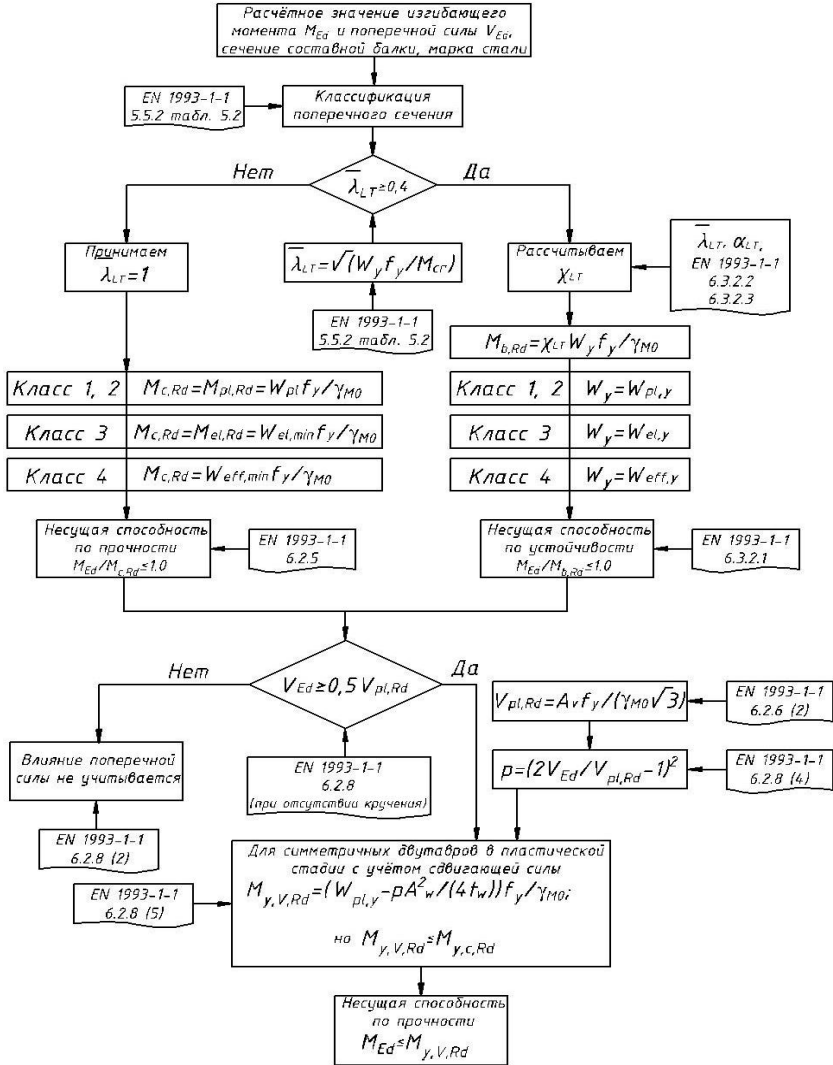 Расчётное значение изгибающего
момента M_Ed и поперечной силы V_Ed,
сечение составной балки, марка стали
EN 1993-1-1
5.5.2 табл. 5.2
Классификация
поперечного сечения
Нет
λ̅_LT≥0,4
Да
Принимаем
λ̅_LT=1
λ̅_LT=√(W_y f_y/M_cr)
Рассчитываем
χ_LT
λ̅_LT, α_LT,
EN 1993-1-1
6.3.2.2
6.3.2.3
EN 1993-1-1
5.5.2 табл. 5.2
M_b,Rd=χ_LT W_y f_y/γ_M0
Класс 1, 2 M_c,Rd=M_pl,Rd=W_pl f_y/γ_M0
Класс 1, 2 W_y=W_pl,y
Класс 3 M_c,Rd=M_el,Rd=W_el,min f_y/γ_M0
Класс 3 W_y=W_el,y
Класс 4 M_c,Rd=W_eff,min f_y/γ_M0
Класс 4 W_y=W_eff,y
Несущая способность
по прочности
M_Ed/M_c,Rd≤1.0
EN 1993-1-1
6.2.5
Несущая способность
по устойчивости
M_Ed/M_b,Rd≤1.0
EN 1993-1-1
6.3.2.1
Нет
V_Ed≥0,5 V_pl,Rd
Да
V_pl,Rd=A_v f_y/(γ_M0√3)
EN 1993-1-1
6.2.6 (2)
Влияние поперечной
силы не учитывается
EN 1993-1-1
6.2.8
(при отсутствии кручения)
p=(2V_Ed/V_pl,Rd-1)²
EN 1993-1-1
6.2.8 (4)
EN 1993-1-1
6.2.8 (2)
Для симметричных двутавров в пластической
стадии с учётом сдвигающей силы
M_y,V,Rd=(W_pl,y-pA²_w/(4t_w))f_y/γ_M0;
но M_y,V,Rd≤M_y,c,Rd
EN 1993-1-1
6.2.8 (5)
Несущая способность
по прочности
M_Ed≤M_y,V,Rd